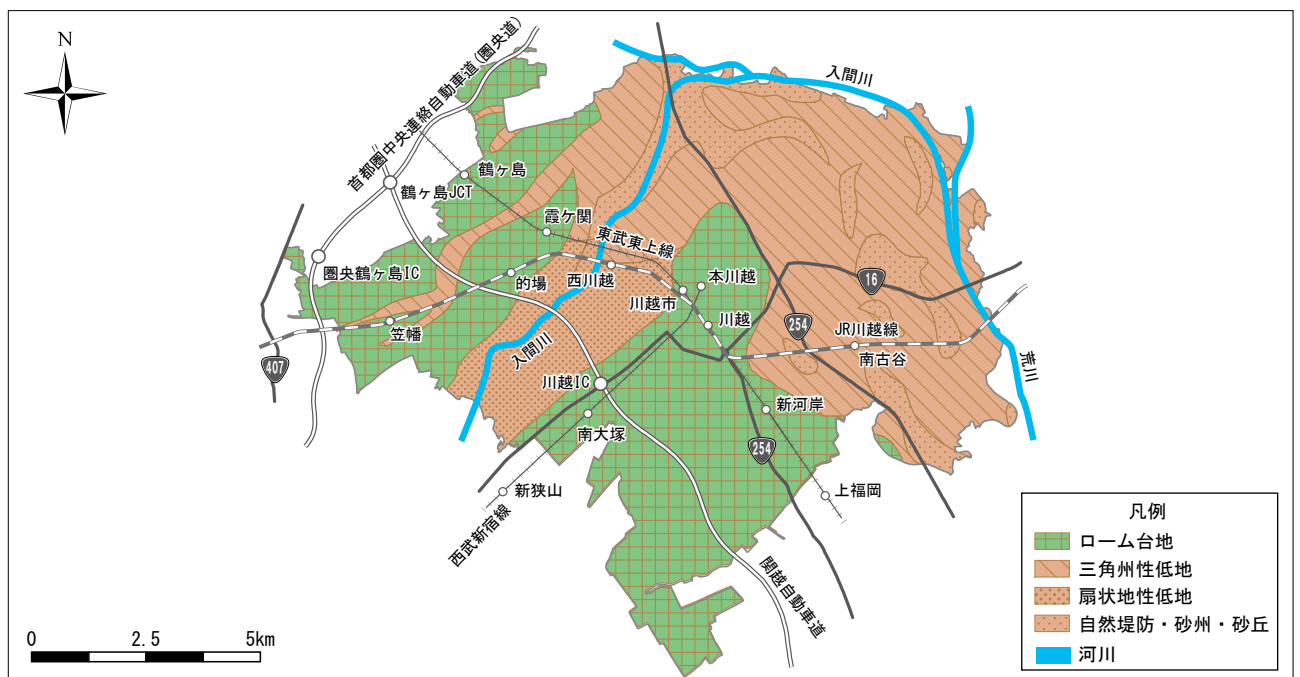 N
首都圏中央連絡自動車道(圏央道)
入間川
鶴ヶ島
鶴ヶ島JCT
霞ケ関
東武東上線
圏央鶴ヶ島IC
的場
西川越
本川越
川越市
16
川越
254
JR川越線
南古谷
笠幡
入間川
407
荒川
川越IC
新河岸
南大塚
254
新狭山
上福岡
西武新宿線
関越自動車道
凡例
ローム台地
三角州性低地
扇状地性低地
自然堤防・砂州・砂丘
河川
0 2.5 5km